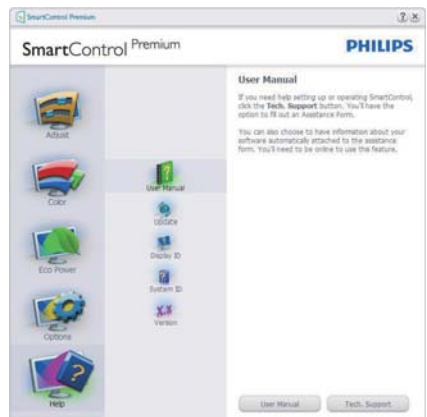 SmartControl Premium
SmartControl Premium
PHILIPS
Adjust
Color
Eco Power
Options
Help
User Manual
Update
Display ID
System ID
Version
User Manual
If you need help setting up or operating SmartControl,
click the Tech. Support button. You'll have the
option to fill out an Assistance Form.
You can also choose to have information about your
software automatically attached to the assistance
form. You'll need to be online to use this feature.
User Manual
Tech. Support